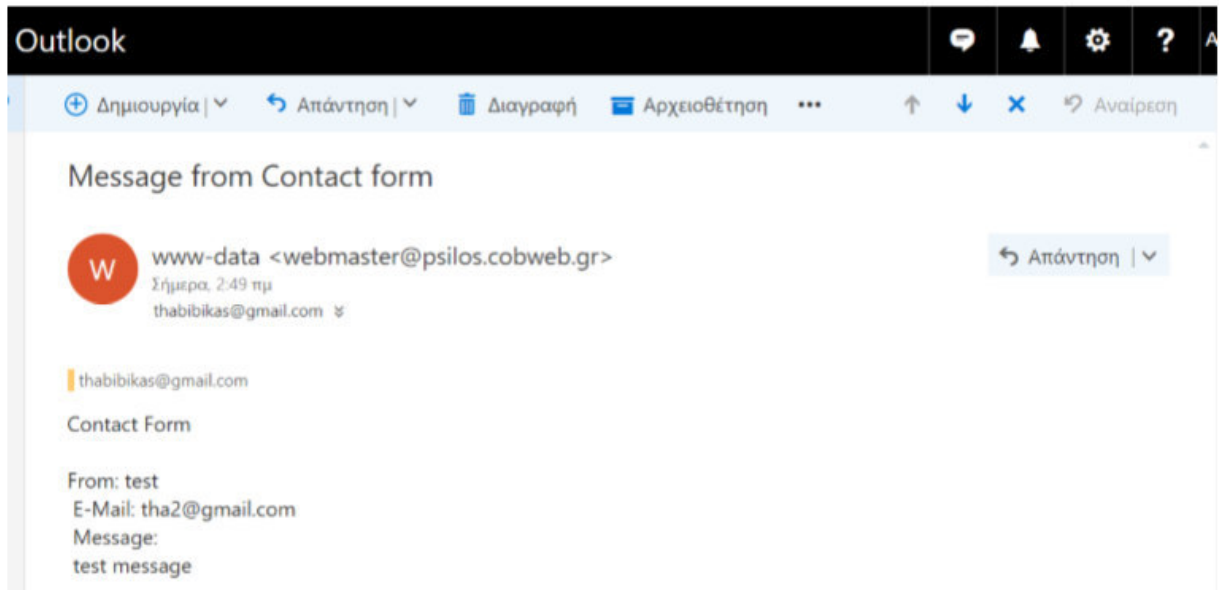 Outlook
Δημιουργία | Απάντηση | Διαγραφή Αρχειοθέτηση ••• Αναίρεση
Message from Contact form
W
www-data <webmaster@psilos.cobweb.gr>
Απάντηση |
Σήμερα, 2:49 πμ
thabibikas@gmail.com
thabibikas@gmail.com
Contact Form
From: test
E-Mail: tha2@gmail.com
Message:
test message